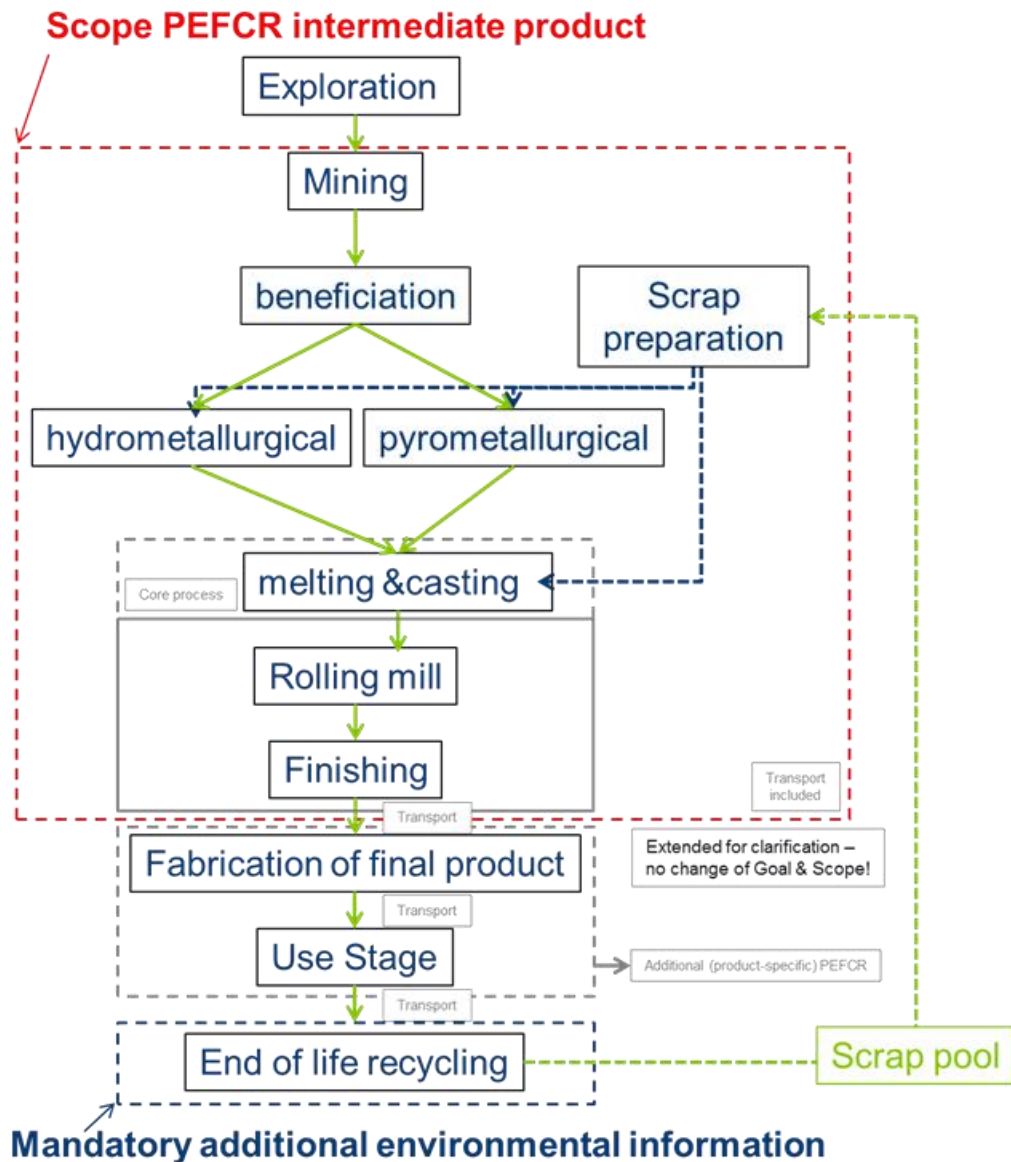 Scope PEFCR intermediate product
Exploration
Mining
beneficiation
Scrap
preparation
hydrometallurgical
pyrometallurgical
melting &casting
Core process
Rolling mill
Finishing
Transport
included
Transport
Fabrication of final product
Extended for clarification –
no change of Goal & Scope!
Transport
Use Stage
Additional (product-specific) PEFCR
Transport
End of life recycling
Scrap pool
Mandatory additional environmental information